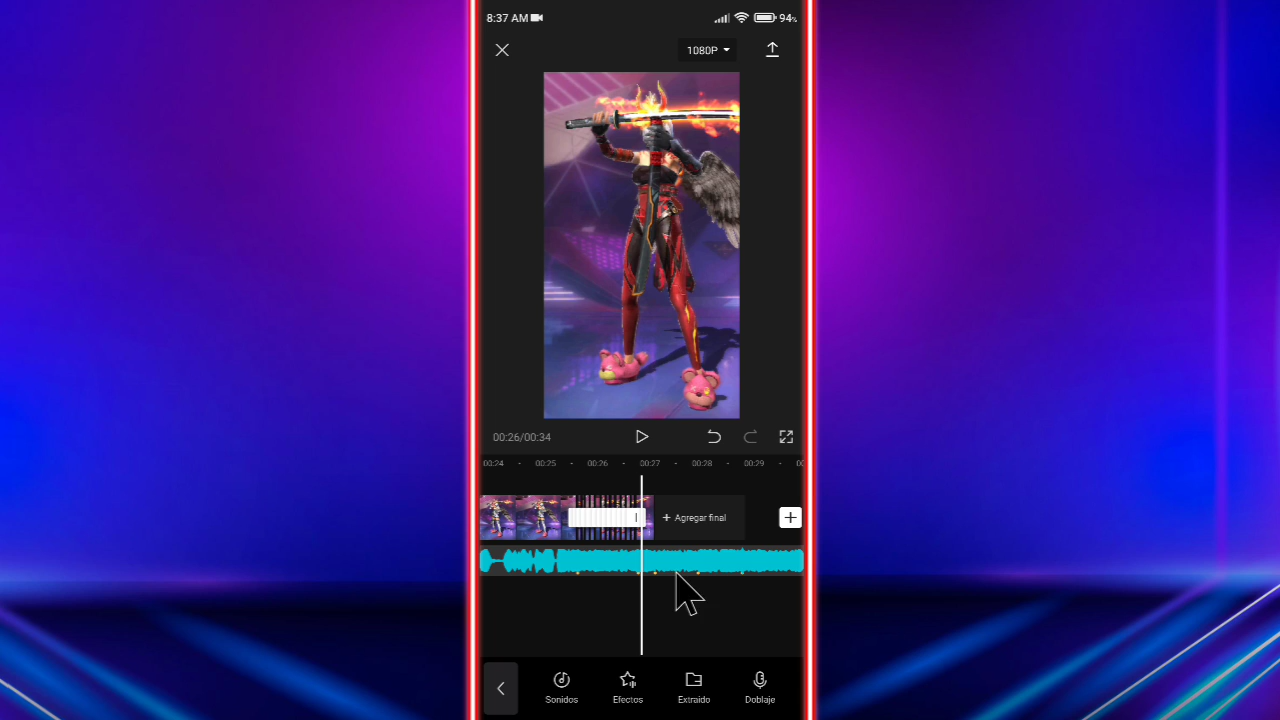 8:37 AM 94%
1080P
00:26/00:34
00:24 00:25 00:26 00:27 00:28 00:29 00
+ Agregar final
Sonidos Efectos Extraído Doblaje